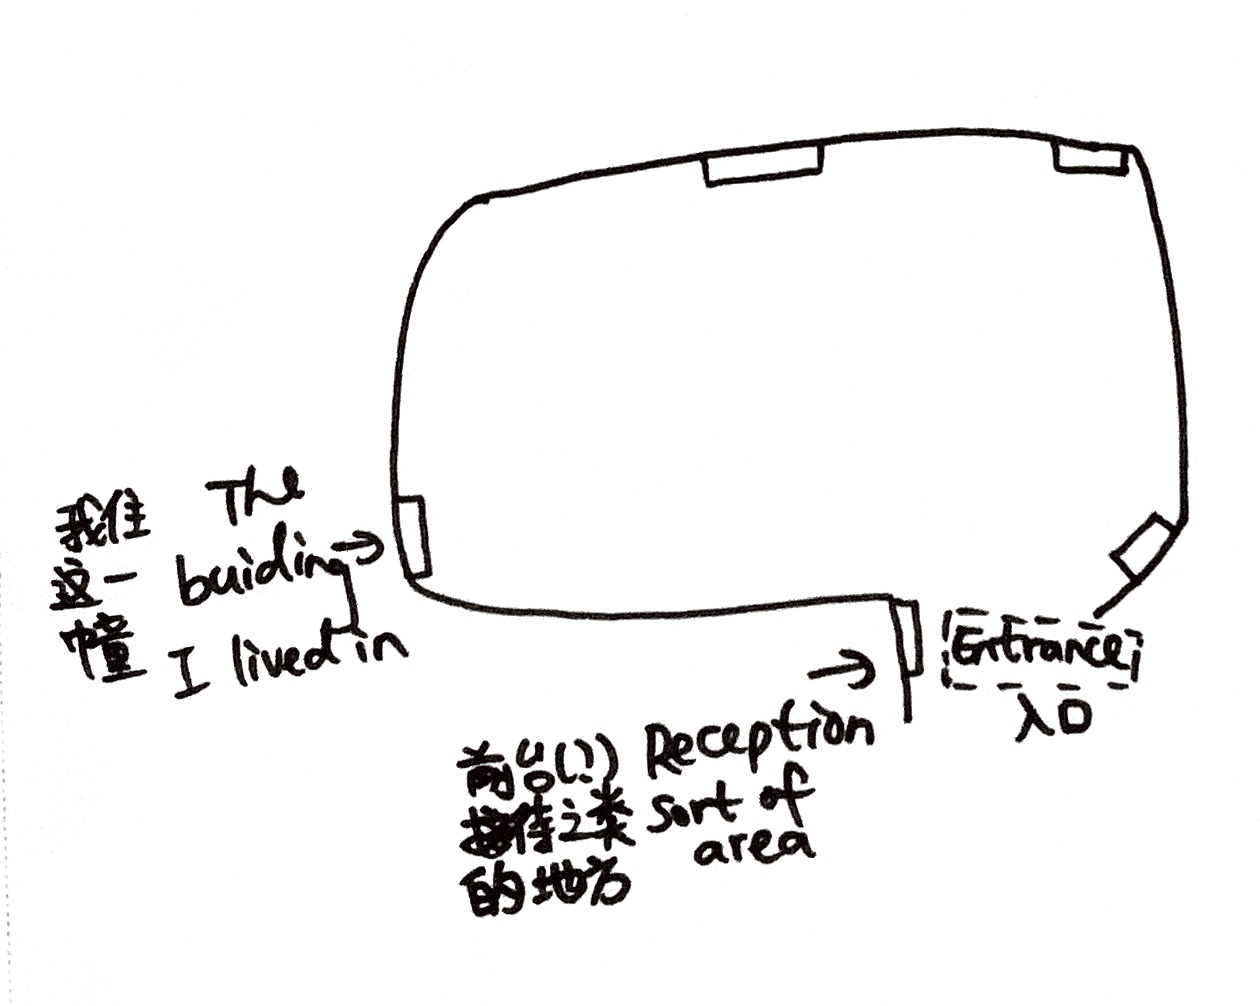 我住
这一
幢
The
buiding
I lived in
Entrance
入口
前台(?)
接待之类
的地方
Reception
sort of
area